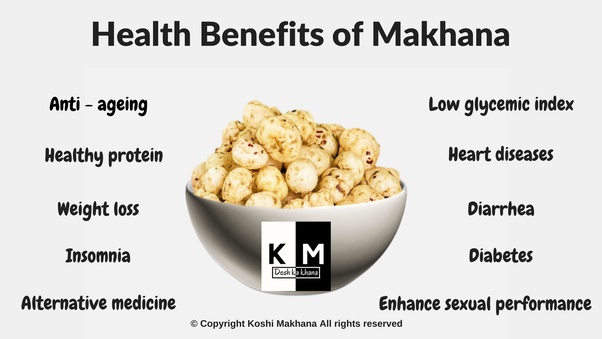 Health Benefits of Makhana
Anti - ageing
Healthy protein
Weight loss
Insomnia
Alternative medicine
Low glycemic index
Heart diseases
Diarrhea
Diabetes
Enhance sexual performance
K M
Desh ka khana
© Copyright Koshi Makhana All rights reserved